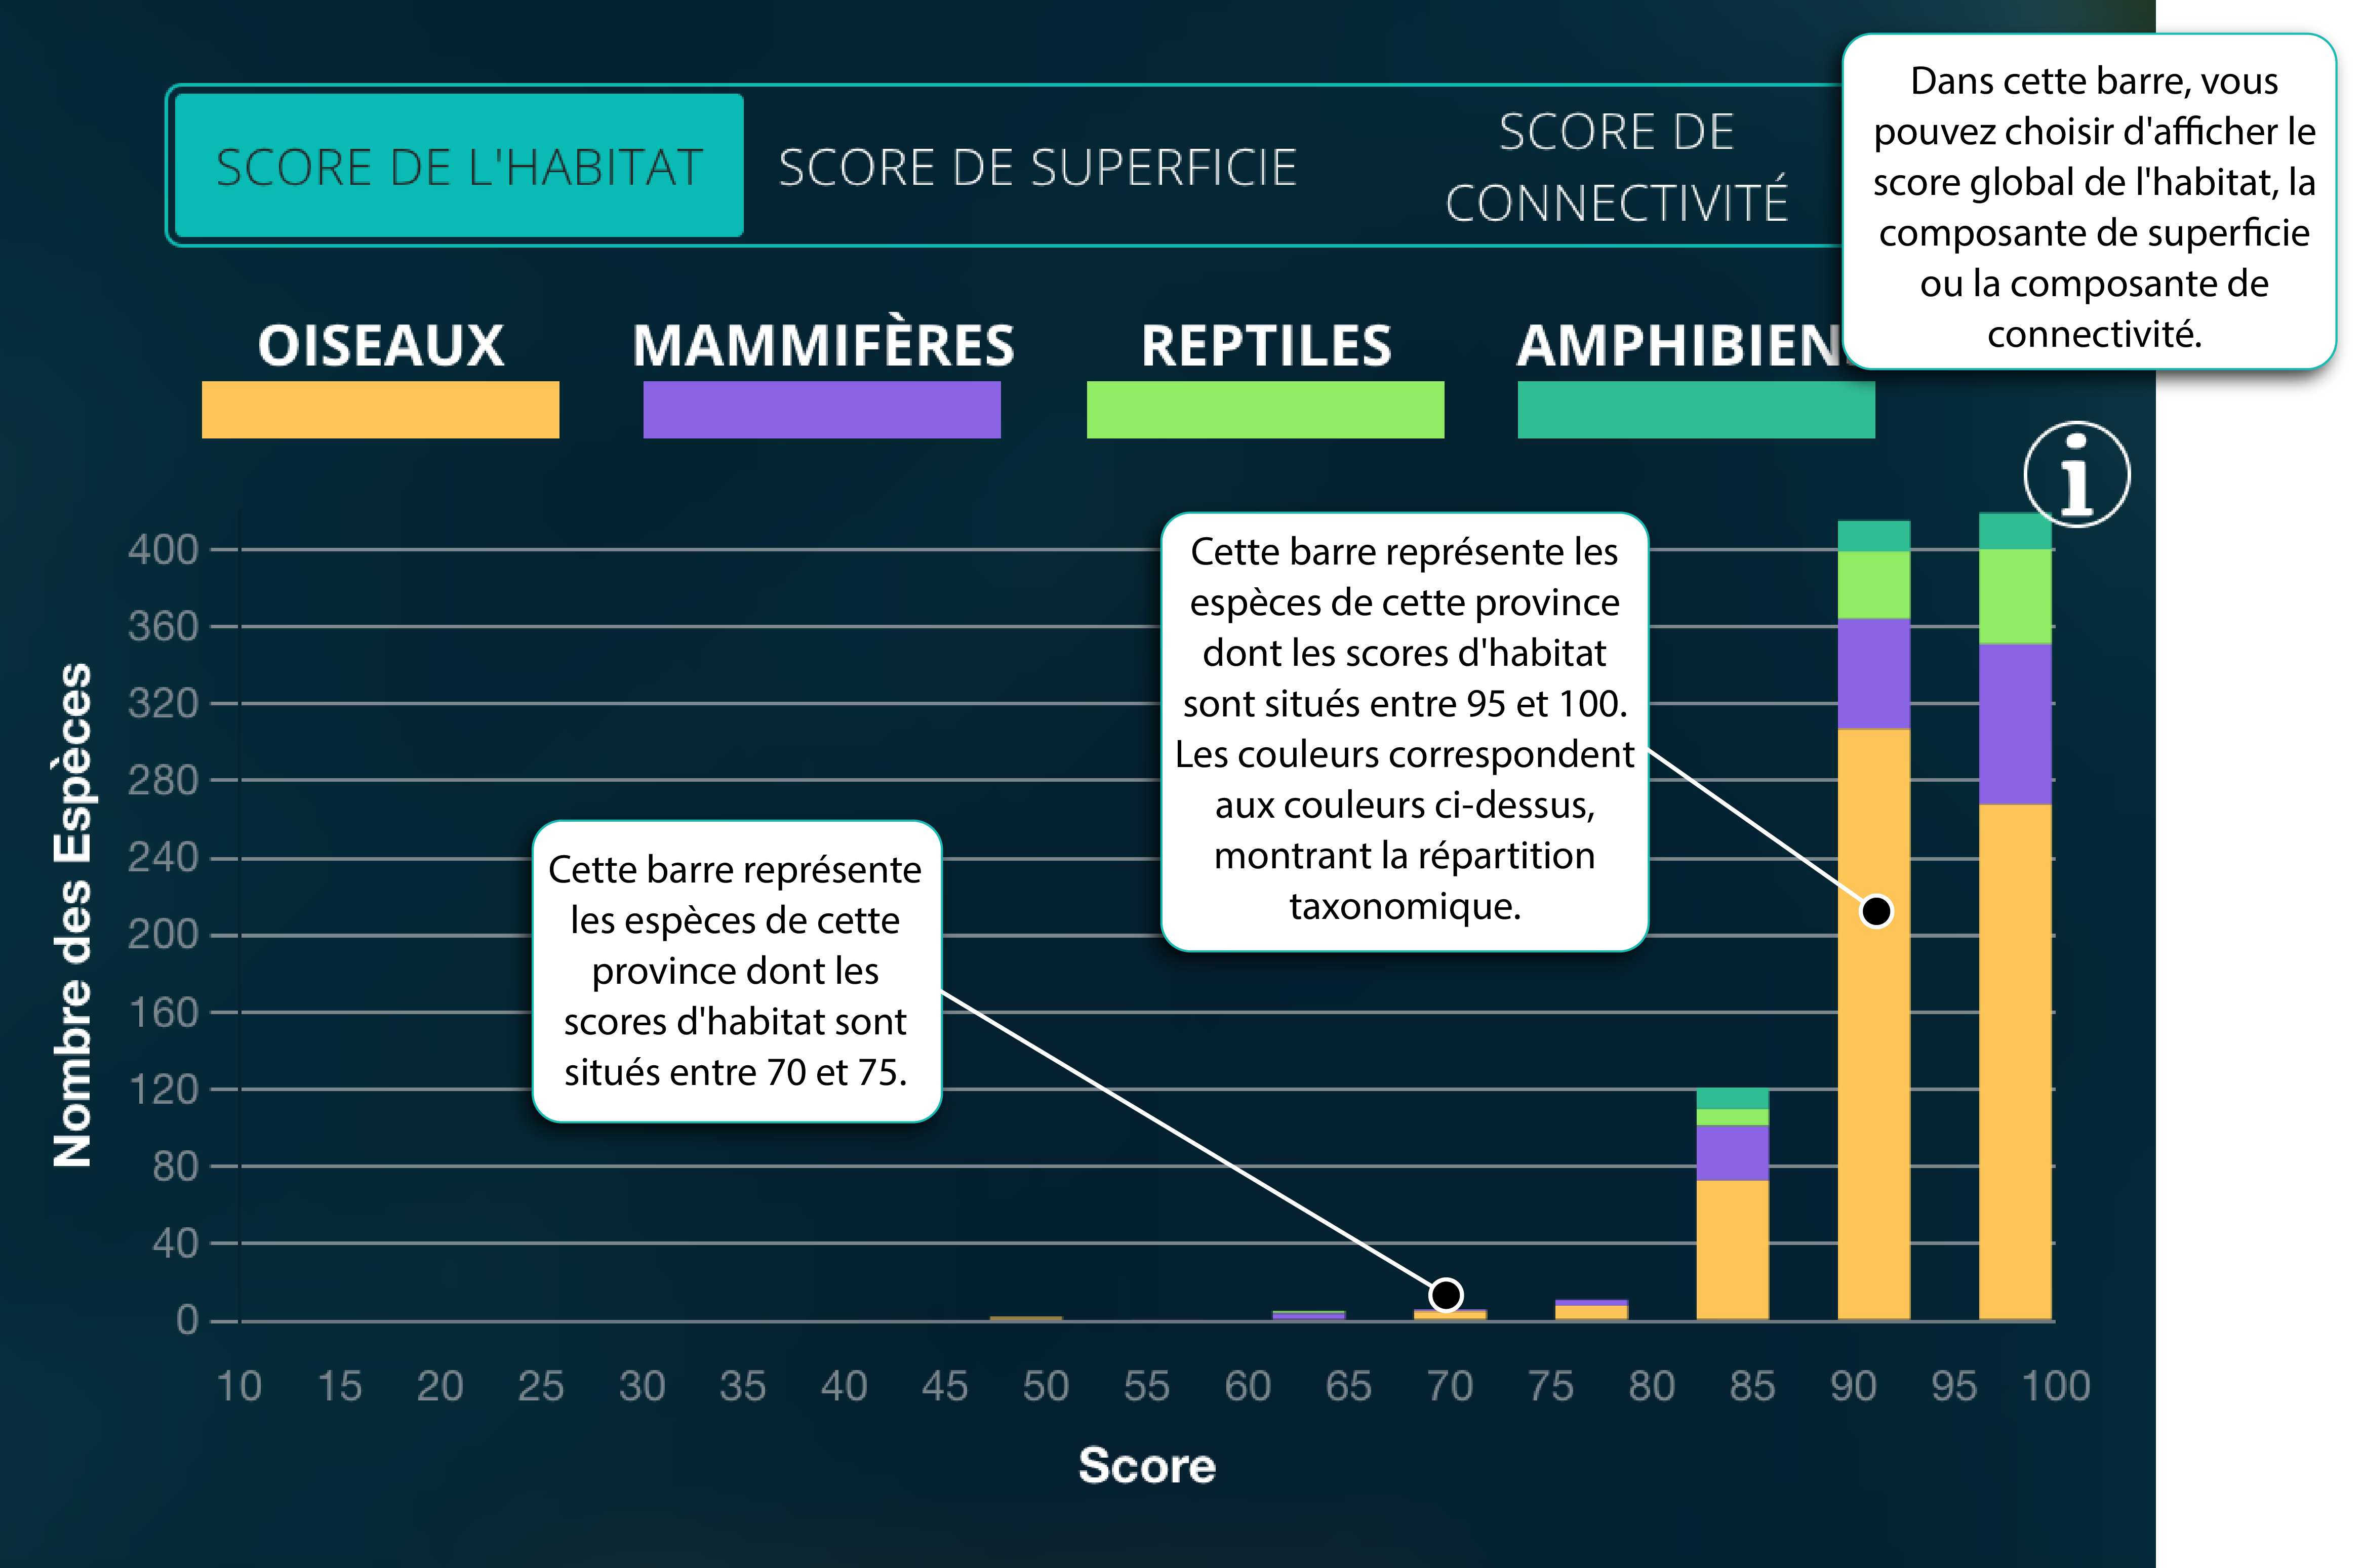 SCORE DE L'HABITAT
SCORE DE SUPERFICIE
SCORE DE
CONNECTIVITÉ
Dans cette barre, vous
pouvez choisir d'afficher le
score global de l'habitat, la
composante de superficie
ou la composante de
connectivité.
OISEAUX
MAMMIFÈRES
REPTILES
AMPHIBIEN
i
Nombre des Espèces
400
360
320
280
240
200
160
120
80
40
0
Cette barre représente les
espèces de cette province
dont les scores d'habitat
sont situés entre 95 et 100.
Les couleurs correspondent
aux couleurs ci-dessus,
montrant la répartition
taxonomique.
Cette barre représente
les espèces de cette
province dont les
scores d'habitat sont
situés entre 70 et 75.
10 15 20 25 30 35 40 45 50 55 60 65 70 75 80 85 90 95 100
Score